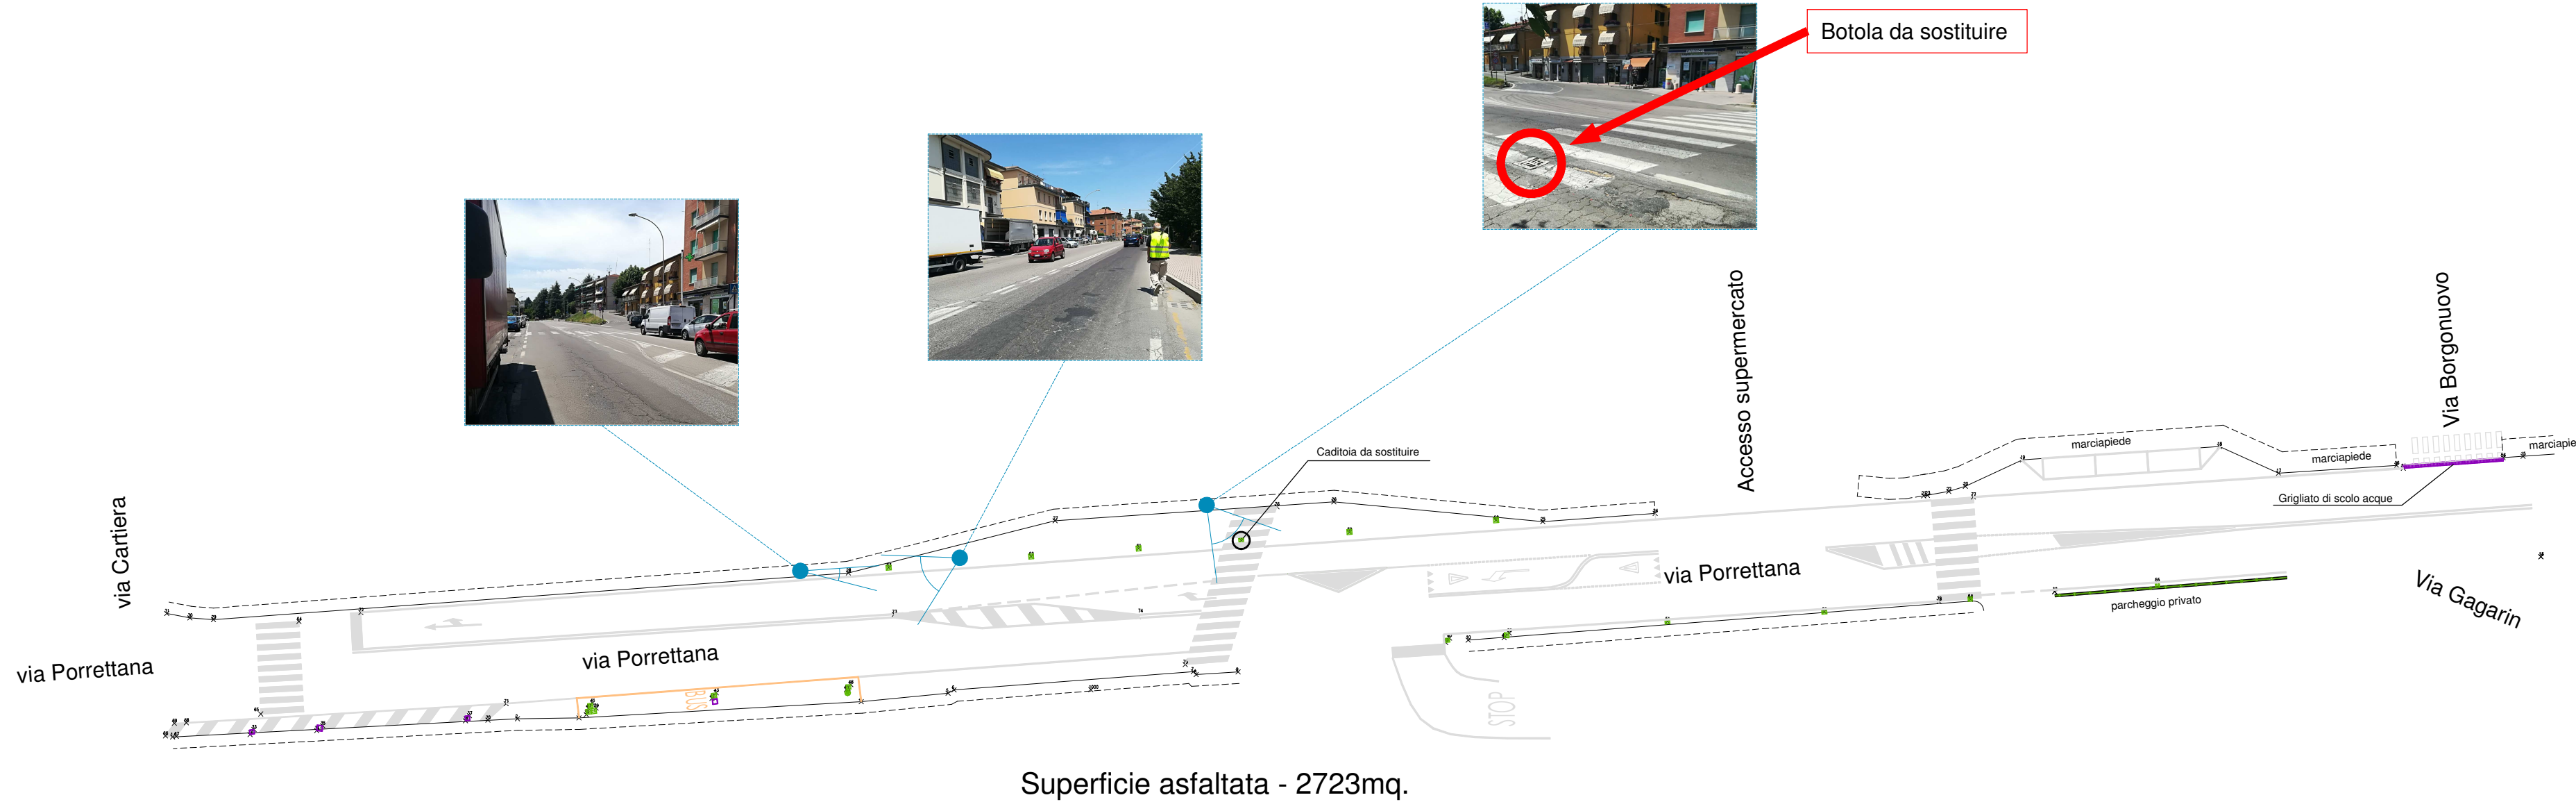 Botola da sostituire
Accesso supermercato
Via Borgonuovo
marciapiede
marciapie
Caditoia da sostituire
marciapiede
via Cartiera
Grigliato di scolo acque
via Porrettana
Via Gagarin
parcheggio privato
via Porrettana
via Porrettana
BUS
STOP
Superficie asfaltata - 2723mq.